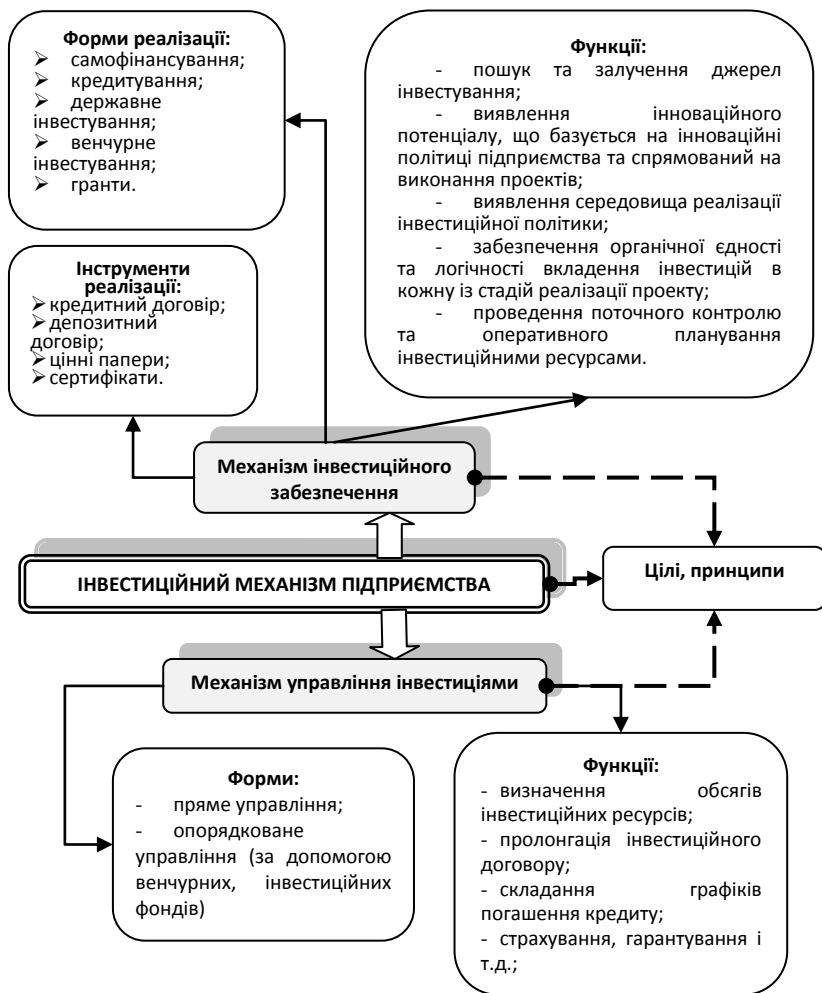 Форми реалізації:
➢ самофінансування;
➢ кредитування;
➢ державне
інвестування;
➢ венчурне
інвестування;
➢ гранти.
Функції:
- пошук та залучення джерел
інвестування;
- виявлення інноваційного
потенціалу, що базується на інноваційні
політиці підприємства та спрямований на
виконання проектів;
- виявлення середовища реалізації
інвестиційної політики;
- забезпечення органічної єдності
та логічності вкладення інвестицій в
кожну із стадій реалізації проекту;
- проведення поточного контролю
та оперативного планування
інвестиційними ресурсами.
Інструменти
реалізації:
➢ кредитний договір;
➢ депозитний
договір;
➢ цінні папери;
➢ сертифікати.
Механізм інвестиційного
забезпечення
ІНВЕСТИЦІЙНИЙ МЕХАНІЗМ ПІДПРИЄМСТВА
Цілі, принципи
Механізм управління інвестиціями
Форми:
- пряме управління;
- опорядковане
управління (за допомогою
венчурних, інвестиційних
фондів)
Функції:
- визначення обсягів
інвестиційних ресурсів;
- пролонгація інвестиційного
договору;
- складання графіків
погашення кредиту;
- страхування, гарантування і
т.д.;